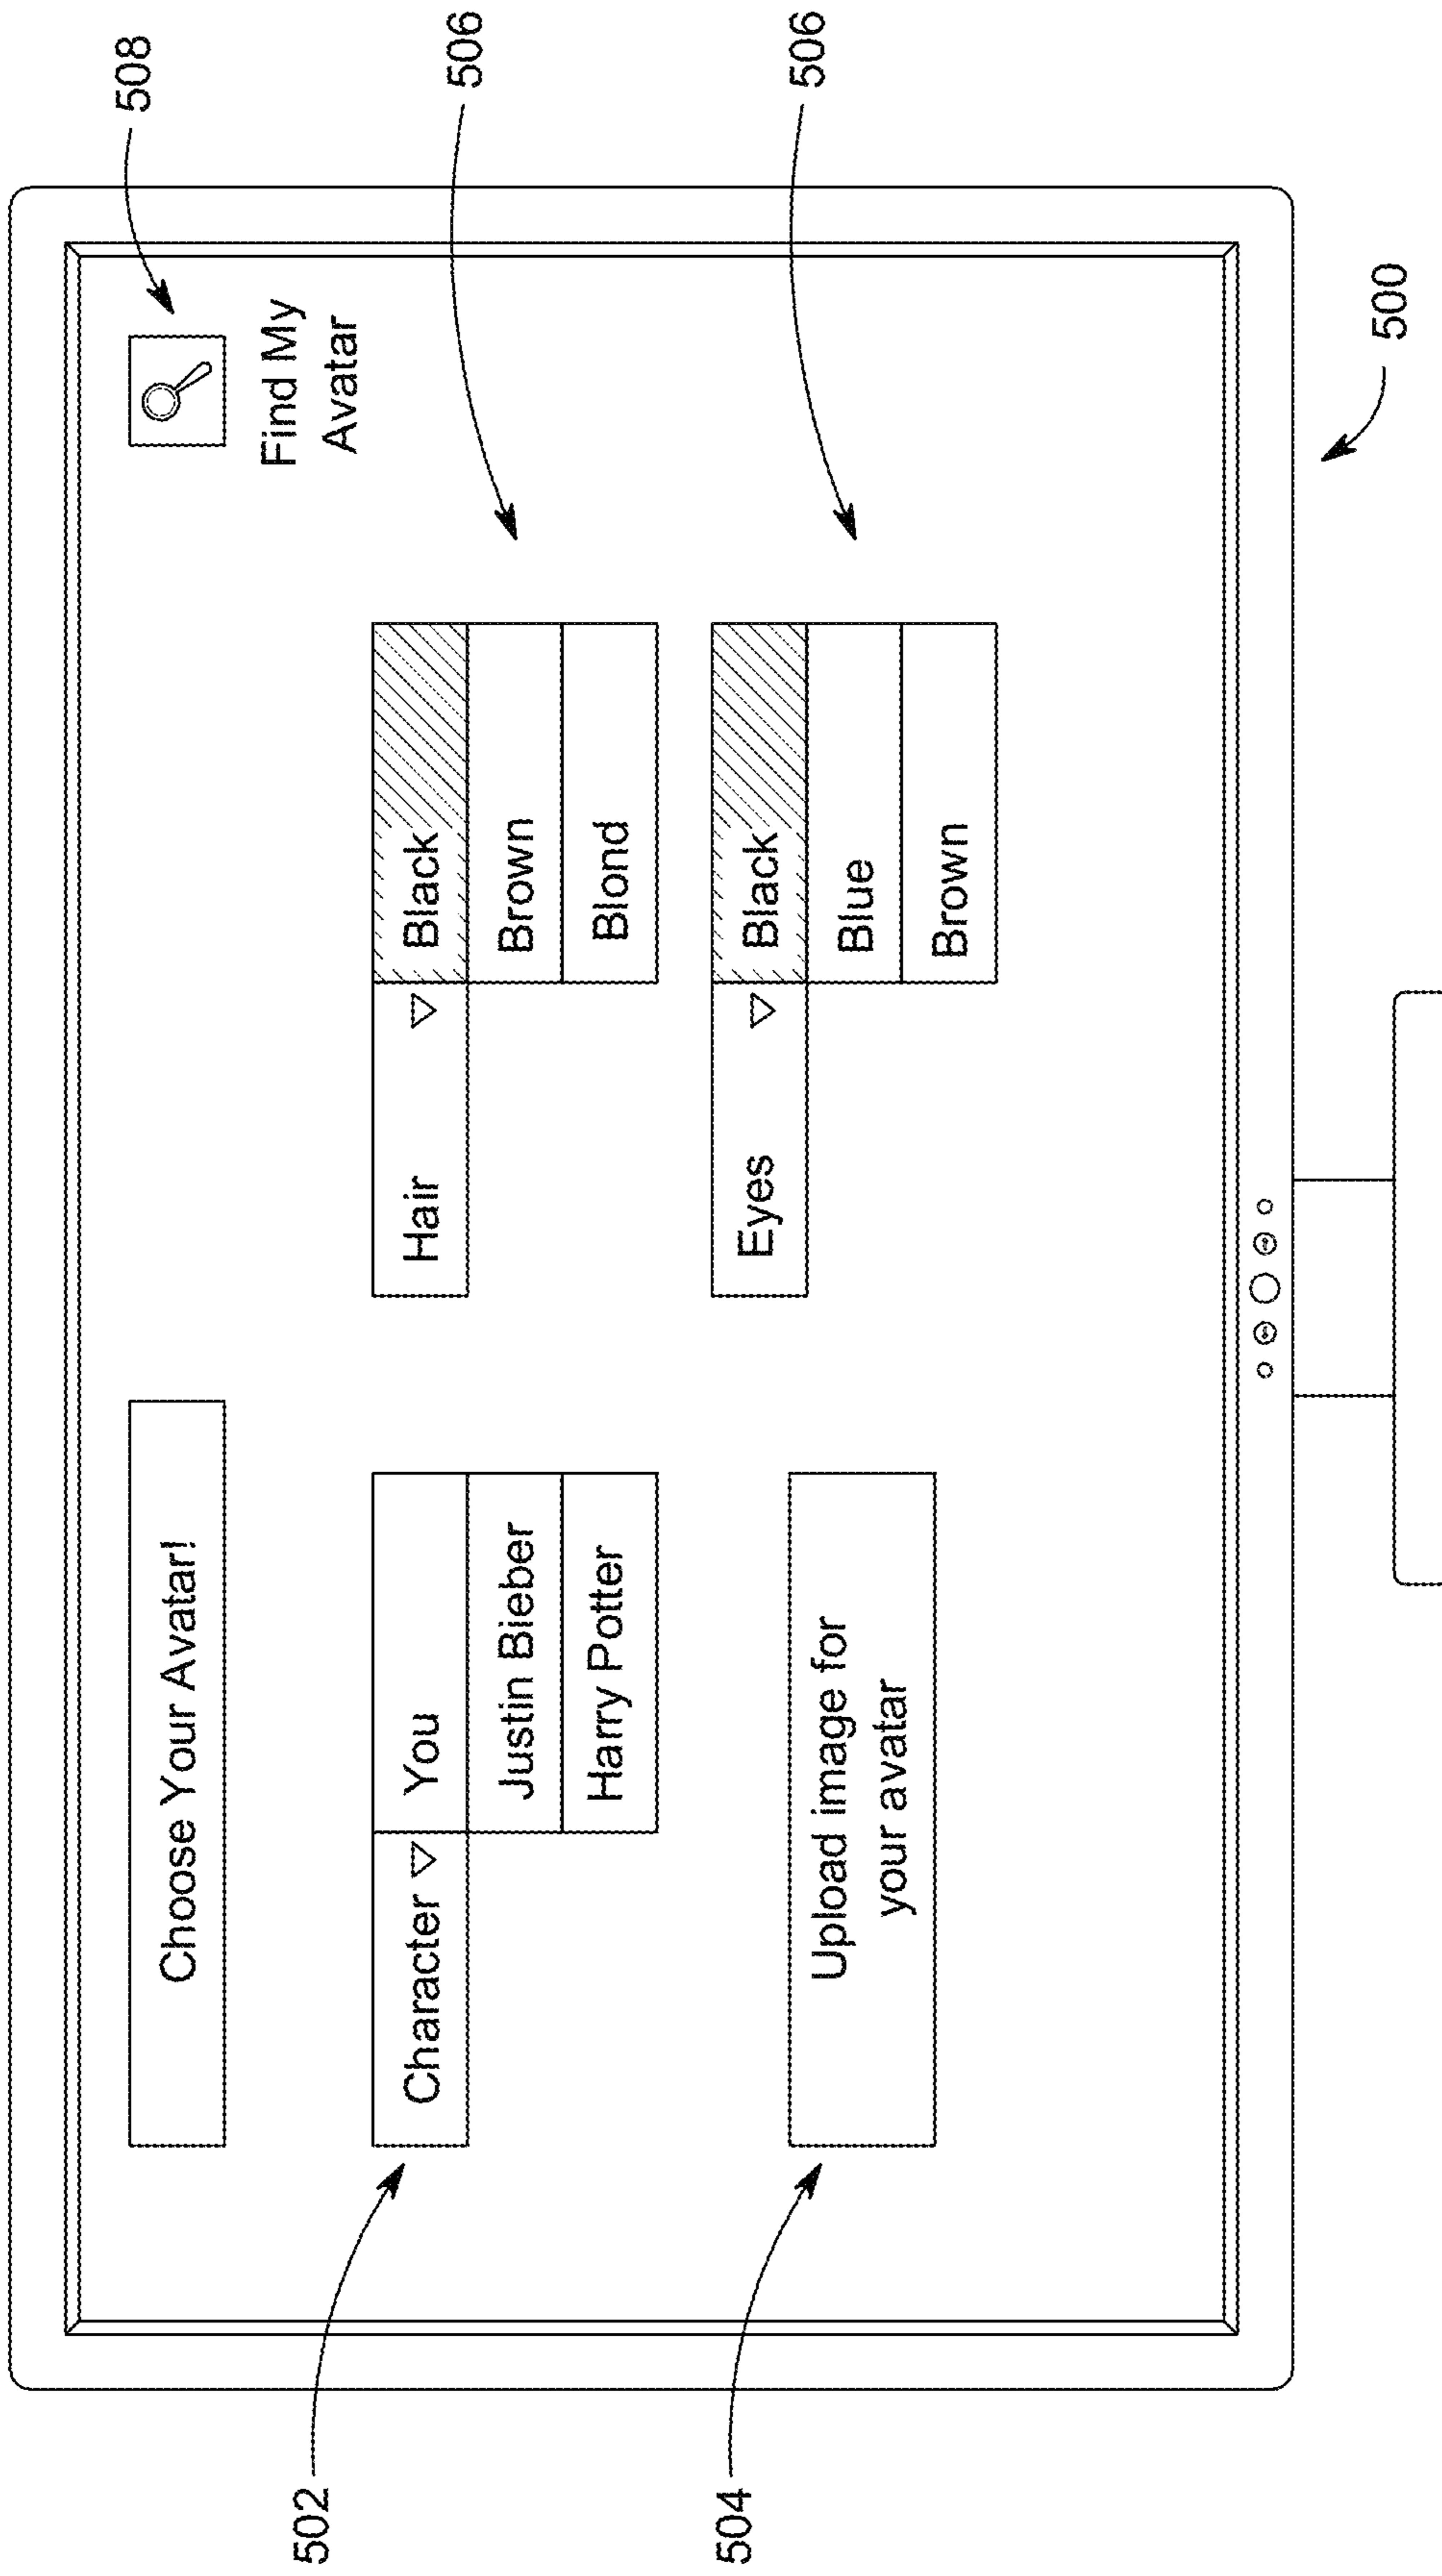 508
506
506
Choose Your Avatar!
Find My
Avatar
Character
You
Justin Bieber
Harry Potter
Hair
Black
Brown
Blond
Upload image for
your avatar
Eyes
Black
Blue
Brown
502
504
500